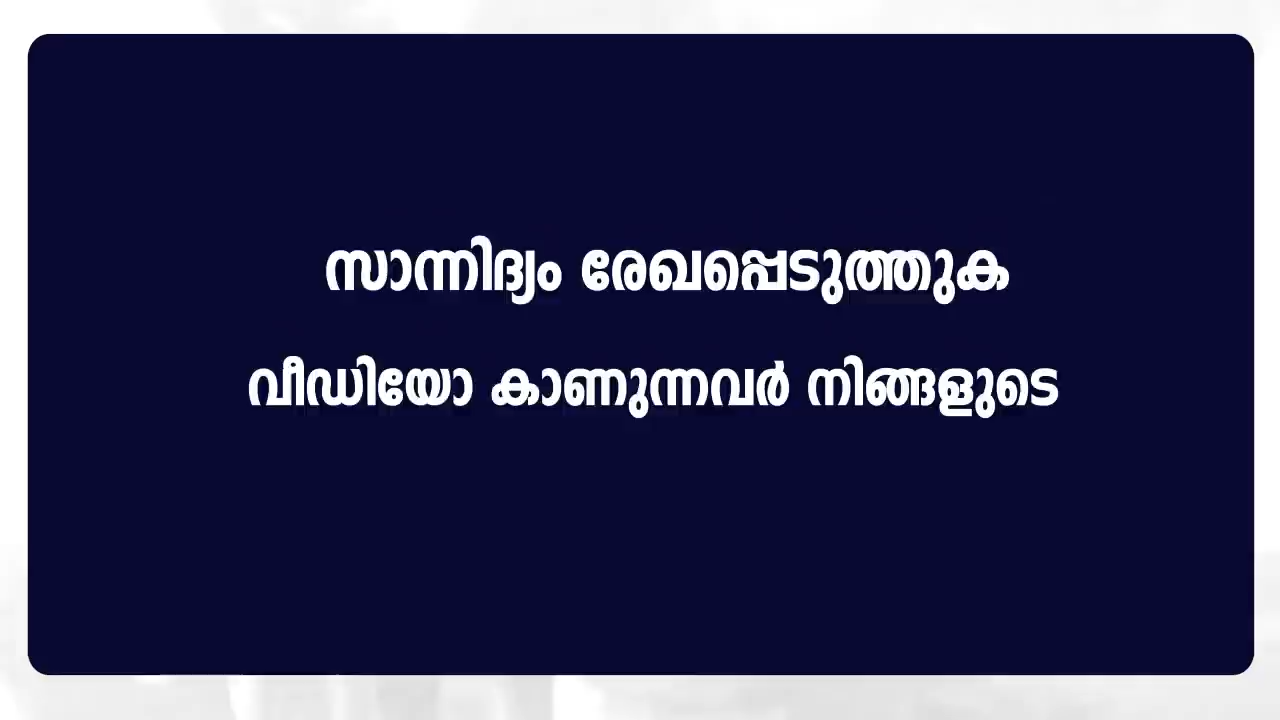 സാന്നിദ്യം രേഖപ്പെടുത്തുക
വീഡിയോ കാണുന്നവർ നിങ്ങളുടെ